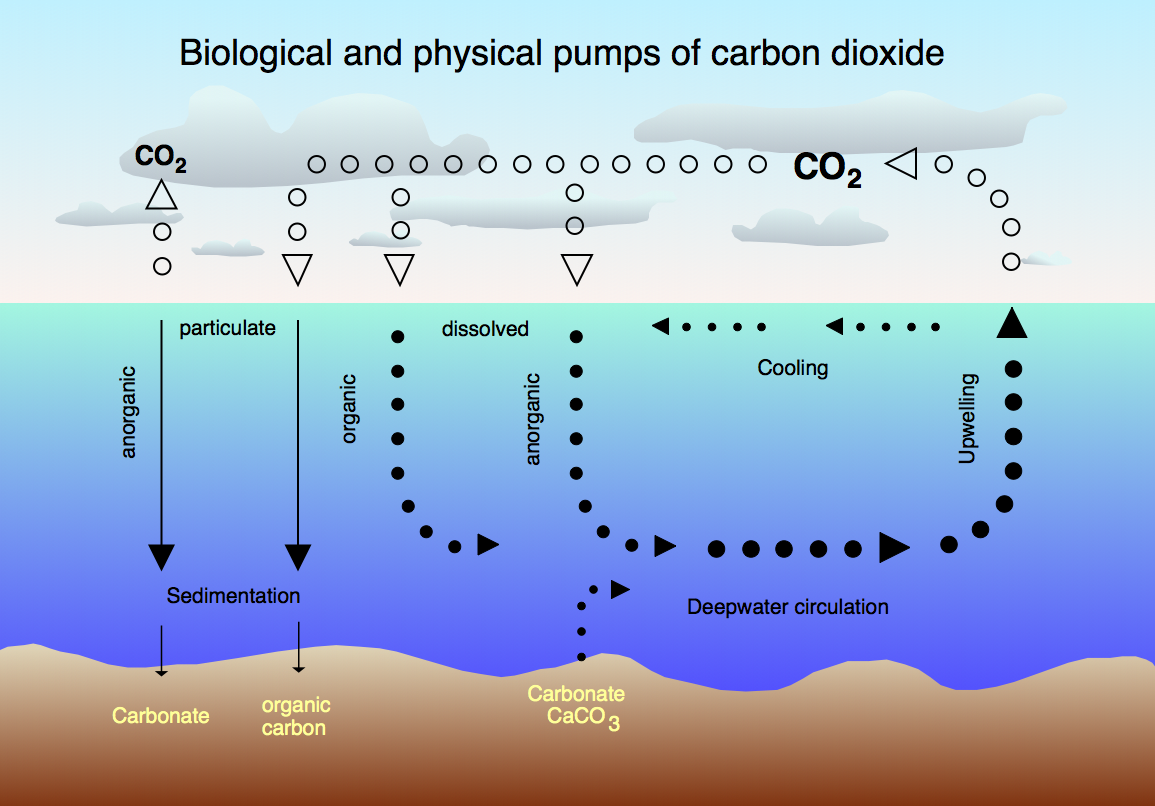 Biological and physical pumps of carbon dioxide
CO₂
CO₂
particulate
dissolved
Cooling
anorganic
organic
anorganic
Upwelling
Sedimentation
Deepwater circulation
Carbonate
organic
carbon
Carbonate
CaCO₃